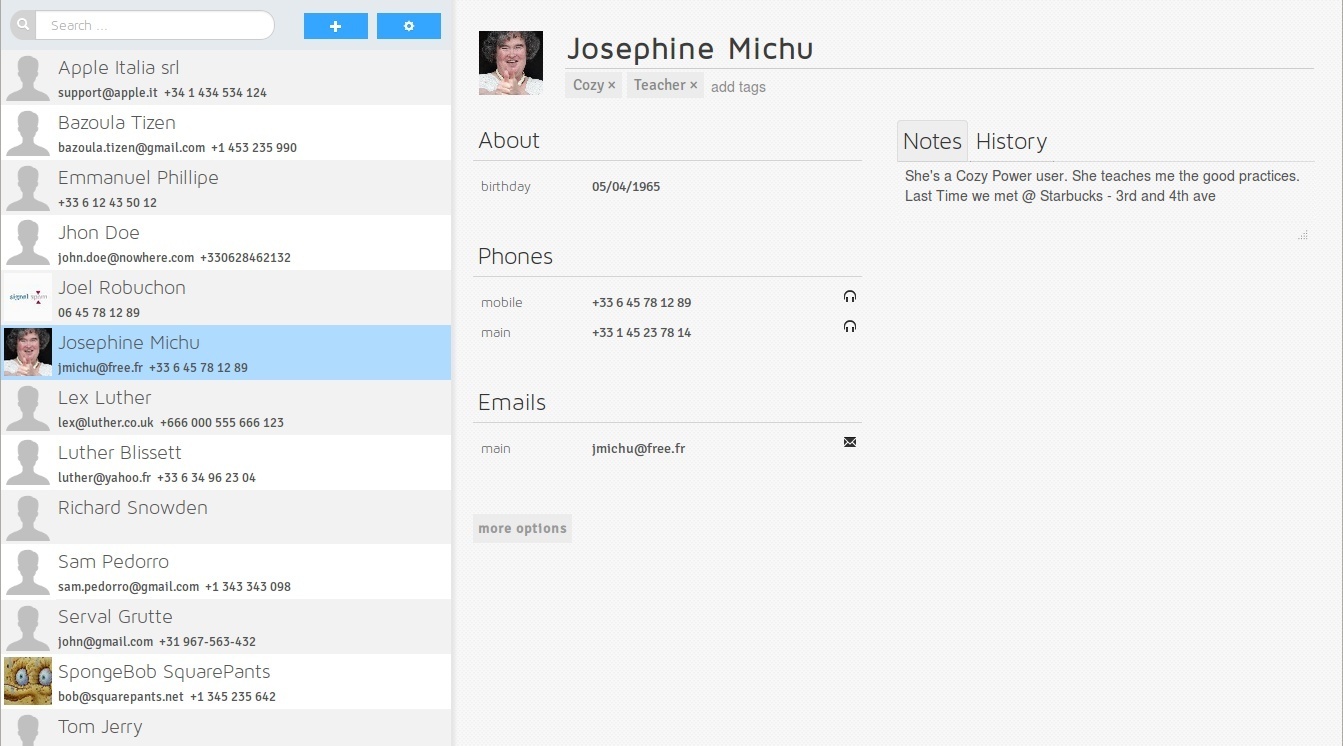 Search ...
Apple Italia srl
support@apple.it +34 1 434 534 124
Bazoula Tizen
bazoula.tizen@gmail.com +1 453 235 990
Emmanuel Phillipe
+33 6 12 43 50 12
Jhon Doe
john.doe@nowhere.com +330628462132
signal spam
Joel Robuchon
06 45 78 12 89
Josephine Michu
jmichu@free.fr +33 6 45 78 12 89
Lex Luther
lex@luther.co.uk +666 000 555 666 123
Luther Blissett
luther@yahoo.fr +33 6 34 96 23 04
Richard Snowden
Sam Pedorro
sam.pedorro@gmail.com +1 343 343 098
Serval Grutte
john@gmail.com +31 967-563-432
SpongeBob SquarePants
bob@squarepants.net +1 345 235 642
Tom Jerry
Josephine Michu
Cozy × Teacher × add tags
About
birthday 05/04/1965
Phones
mobile +33 6 45 78 12 89
main +33 1 45 23 78 14
Emails
main jmichu@free.fr
more options
Notes History
She's a Cozy Power user. She teaches me the good practices.
Last Time we met @ Starbucks - 3rd and 4th ave